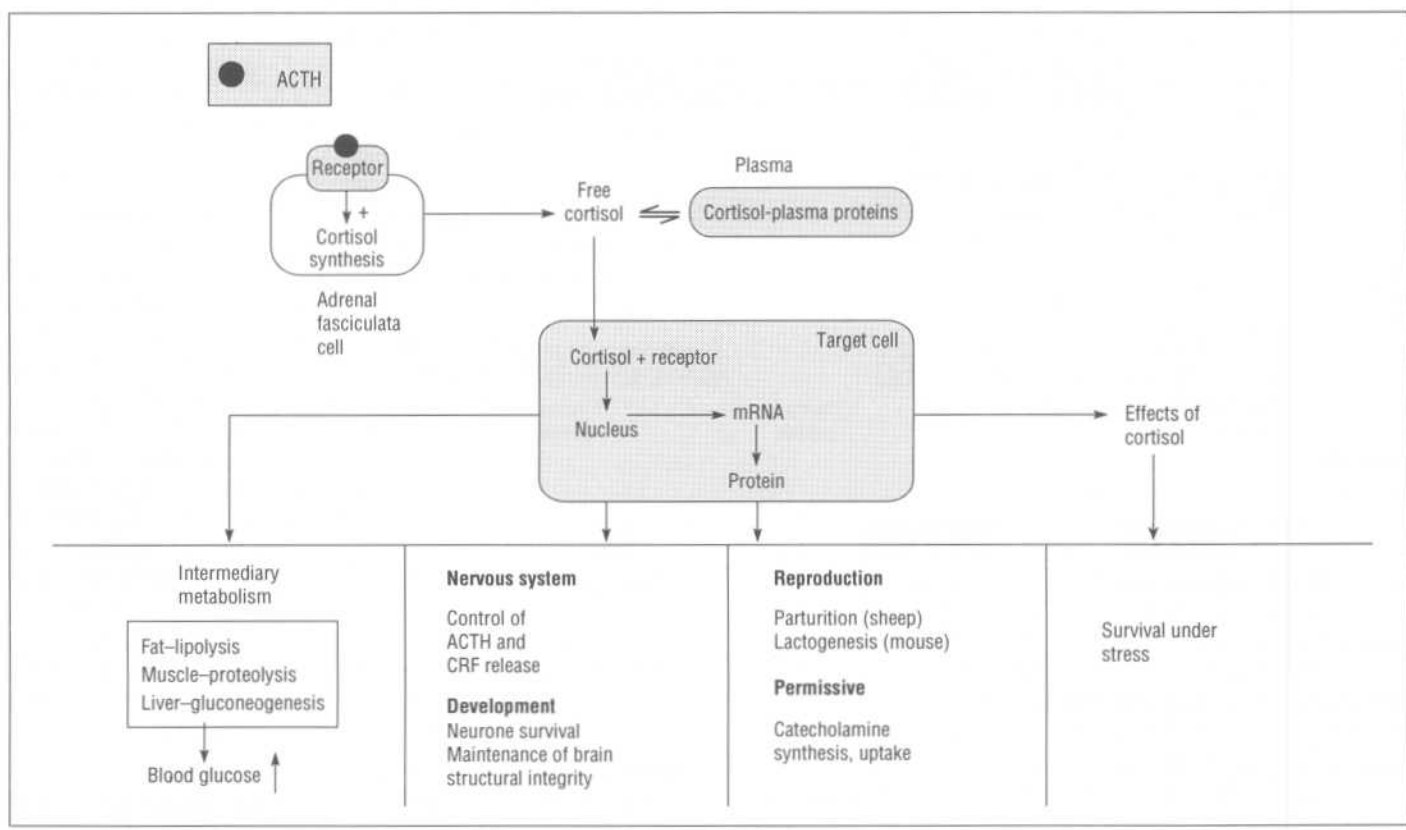 ACTH
Receptor
+
Cortisol
synthesis
Adrenal
fasciculata
cell
Free
cortisol
Plasma
Cortisol-plasma proteins
Target cell
Cortisol + receptor
Nucleus
mRNA
Protein
Effects of
cortisol
Intermediary
metabolism
Fat–lipolysis
Muscle–proteolysis
Liver–gluconeogenesis
Blood glucose
Nervous system
Control of
ACTH and
CRF release
Development
Neurone survival
Maintenance of brain
structural integrity
Reproduction
Parturition (sheep)
Lactogenesis (mouse)
Permissive
Catecholamine
synthesis, uptake
Survival under
stress